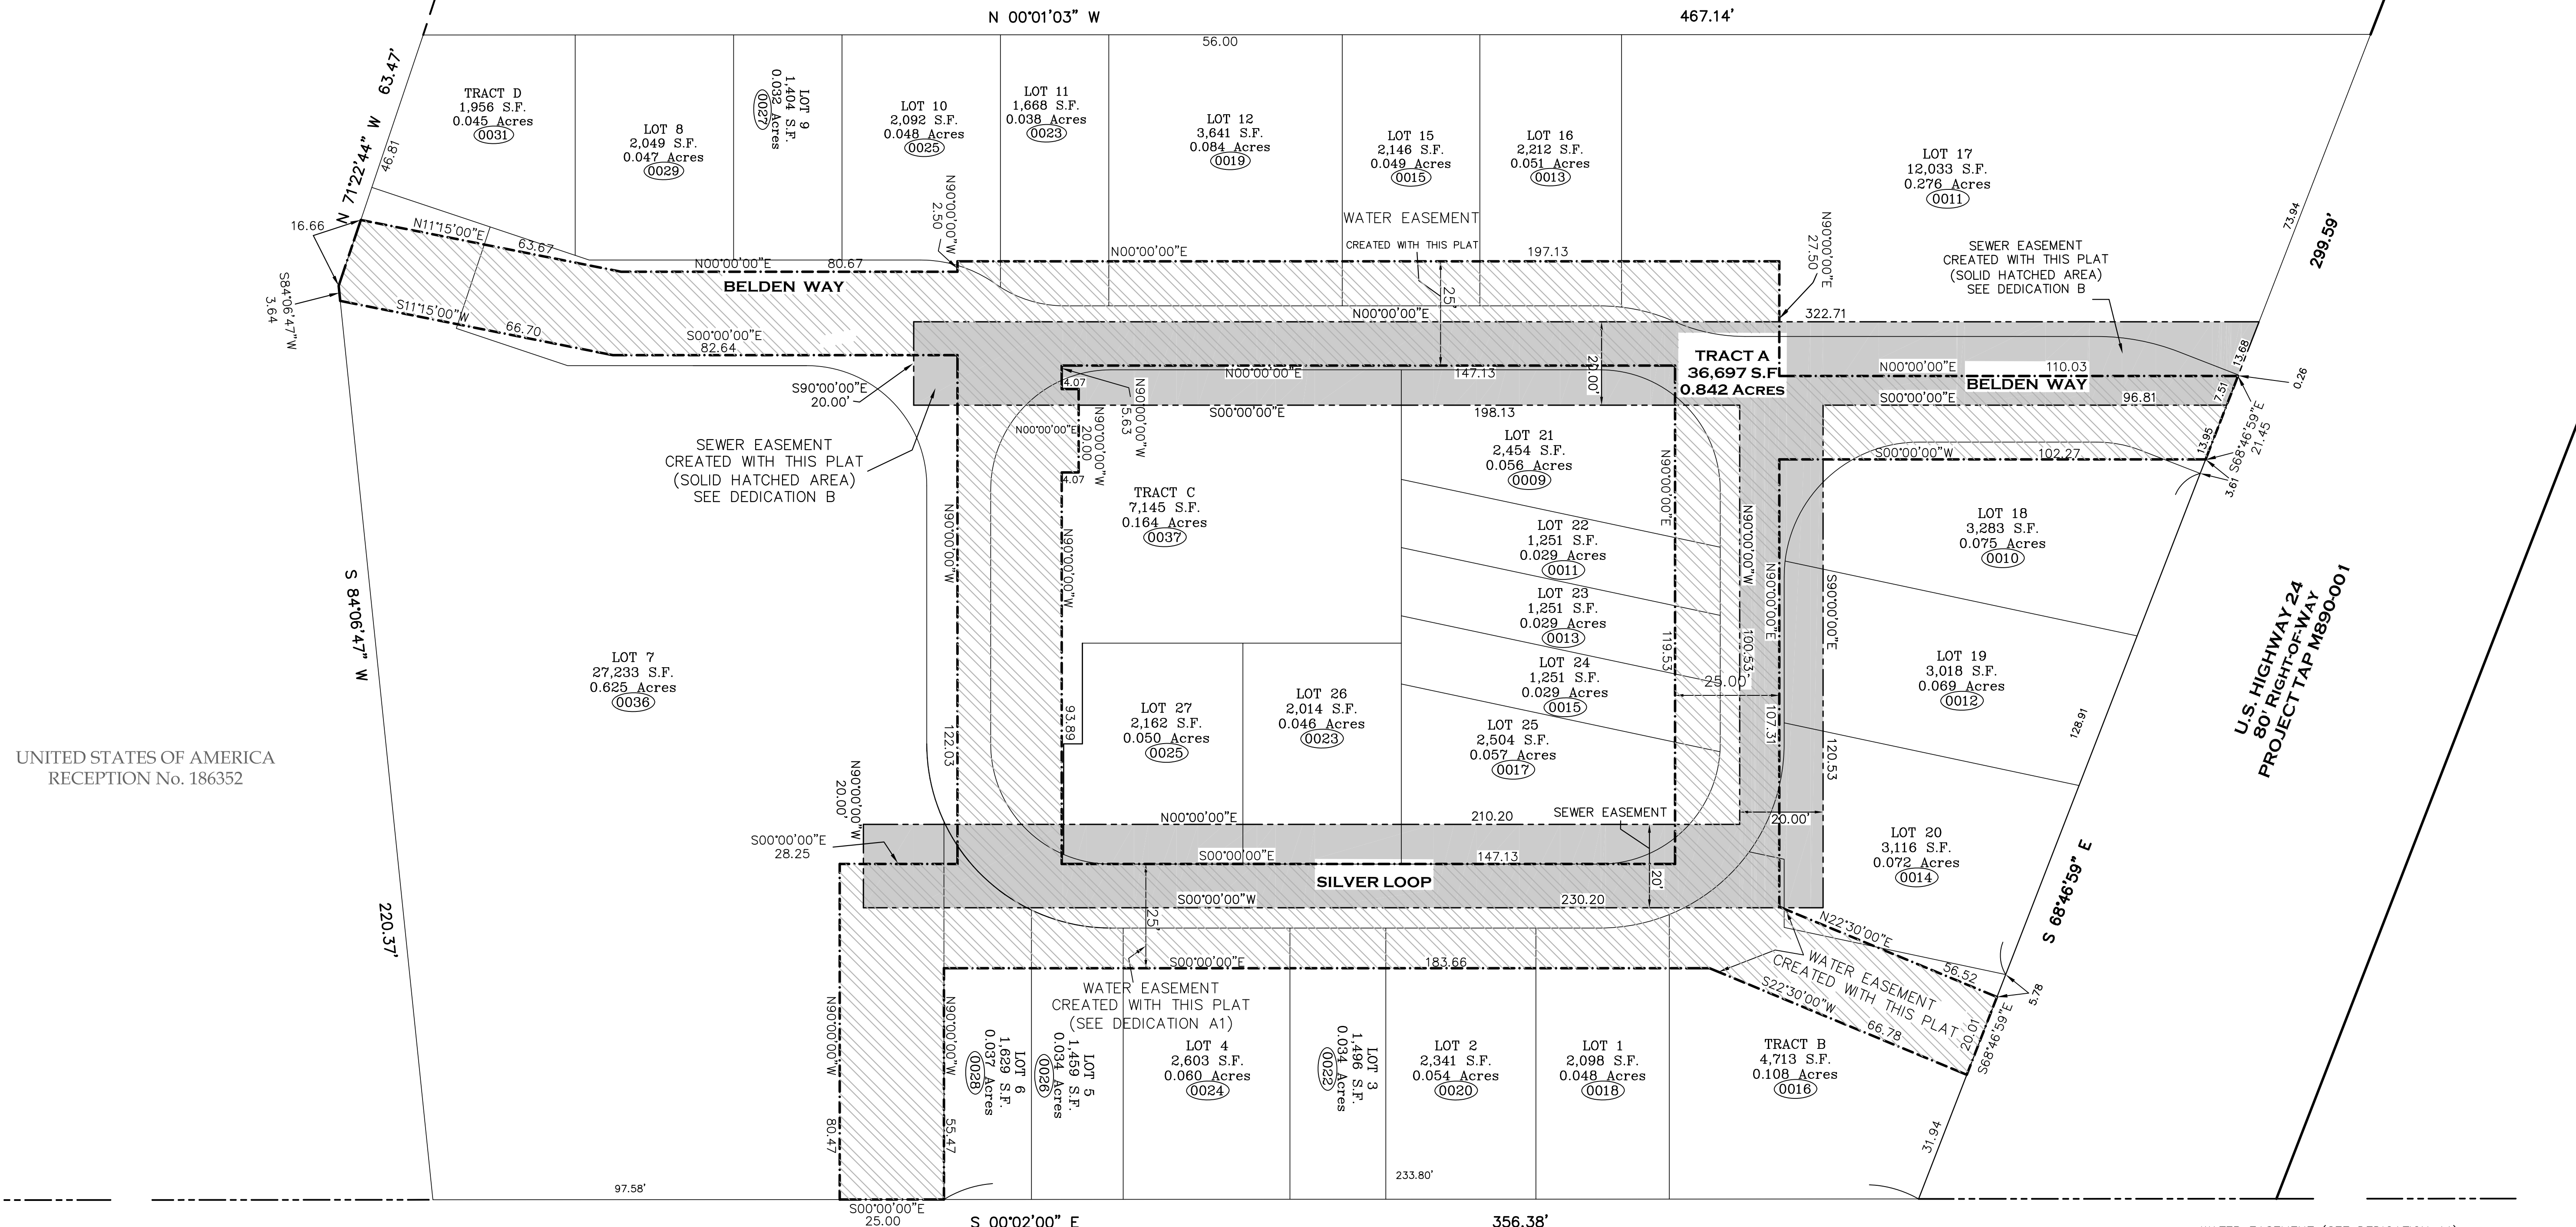 N 00°01'03" W
467.14'
56.00
N 71°22'44" W 63.47'
46.81
TRACT D
1,956 S.F.
0.045 Acres
0031
LOT 8
2,049 S.F.
0.047 Acres
0029
LOT 9
1,404 S.F.
0.032 Acres
0027
LOT 10
2,092 S.F.
0.048 Acres
0025
LOT 11
1,668 S.F.
0.038 Acres
0023
LOT 12
3,641 S.F.
0.084 Acres
0019
LOT 15
2,146 S.F.
0.049 Acres
0015
LOT 16
2,212 S.F.
0.051 Acres
0013
LOT 17
12,033 S.F.
0.276 Acres
0011
73.94
299.59'
16.66
S84°06'47"W
3.64
N11°15'00"E
63.67
S11°15'00"W
66.70
N00°00'00"E
80.67
BELDEN WAY
S00°00'00"E
82.64
N90°00'00"W
2.50
WATER EASEMENT
CREATED WITH THIS PLAT
N00°00'00"E
197.13
25'
N90°00'00"E
27.50
SEWER EASEMENT
CREATED WITH THIS PLAT
(SOLID HATCHED AREA)
SEE DEDICATION B
N00°00'00"E
322.71
TRACT A
36,697 S.F
0.842 ACRES
20.00'
N00°00'00"E
110.03
BELDEN WAY
13.68
0.26
7.51
S00°00'00"E
96.81
13.95
S68°46'59"E
21.45
3.61
S00°00'00"W
102.27
S90°00'00"E
20.00'
SEWER EASEMENT
CREATED WITH THIS PLAT
(SOLID HATCHED AREA)
SEE DEDICATION B
4.07
N90°00'00"W
5.63
N00°00'00"E
N90°00'00"W
20.00
4.07
N00°00'00"E
147.13
S00°00'00"E
198.13
TRACT C
7,145 S.F.
0.164 Acres
0037
LOT 21
2,454 S.F.
0.056 Acres
0009
LOT 22
1,251 S.F.
0.029 Acres
0011
LOT 23
1,251 S.F.
0.029 Acres
0013
LOT 24
1,251 S.F.
0.029 Acres
0015
LOT 25
2,504 S.F.
0.057 Acres
0017
LOT 26
2,014 S.F.
0.046 Acres
0023
LOT 27
2,162 S.F.
0.050 Acres
0025
N90°00'00"W
122.03
N90°00'00"W
93.89
N90°00'00"E
119.53
N90°00'00"W
100.53'
25.00'
N90°00'00"E
107.31
S90°00'00"E
120.53
20.00'
LOT 18
3,283 S.F.
0.075 Acres
0010
LOT 19
3,018 S.F.
0.069 Acres
0012
LOT 20
3,116 S.F.
0.072 Acres
0014
128.91
S 68°46'59" E
U.S. HIGHWAY 24
80' RIGHT-OF-WAY
PROJECT TAP M890-001
S 84°06'47" W
220.37'
LOT 7
27,233 S.F.
0.625 Acres
0036
UNITED STATES OF AMERICA
RECEPTION No. 186352
N90°00'00"W
20.00'
S00°00'00"E
28.25
N00°00'00"E
210.20
SEWER EASEMENT
S00°00'00"E
147.13
SILVER LOOP
20'
S00°00'00"W
230.20
25'
S00°00'00"E
183.66
WATER EASEMENT
CREATED WITH THIS PLAT
(SEE DEDICATION A1)
N22°30'00"E
56.52
WATER EASEMENT
CREATED WITH THIS PLAT
S22°30'00"W
66.78
20.01
S68°46'59"E
5.78
31.94
N90°00'00"W
80.47
N90°00'00"W
55.47
LOT 6
1,629 S.F.
0.037 Acres
0028
LOT 5
1,459 S.F.
0.034 Acres
0026
LOT 4
2,603 S.F.
0.060 Acres
0024
LOT 3
1,496 S.F.
0.034 Acres
0022
LOT 2
2,341 S.F.
0.054 Acres
0020
LOT 1
2,098 S.F.
0.048 Acres
0018
TRACT B
4,713 S.F.
0.108 Acres
0016
97.58'
233.80'
S00°00'00"E
25.00
S 00°02'00" E
356.38'